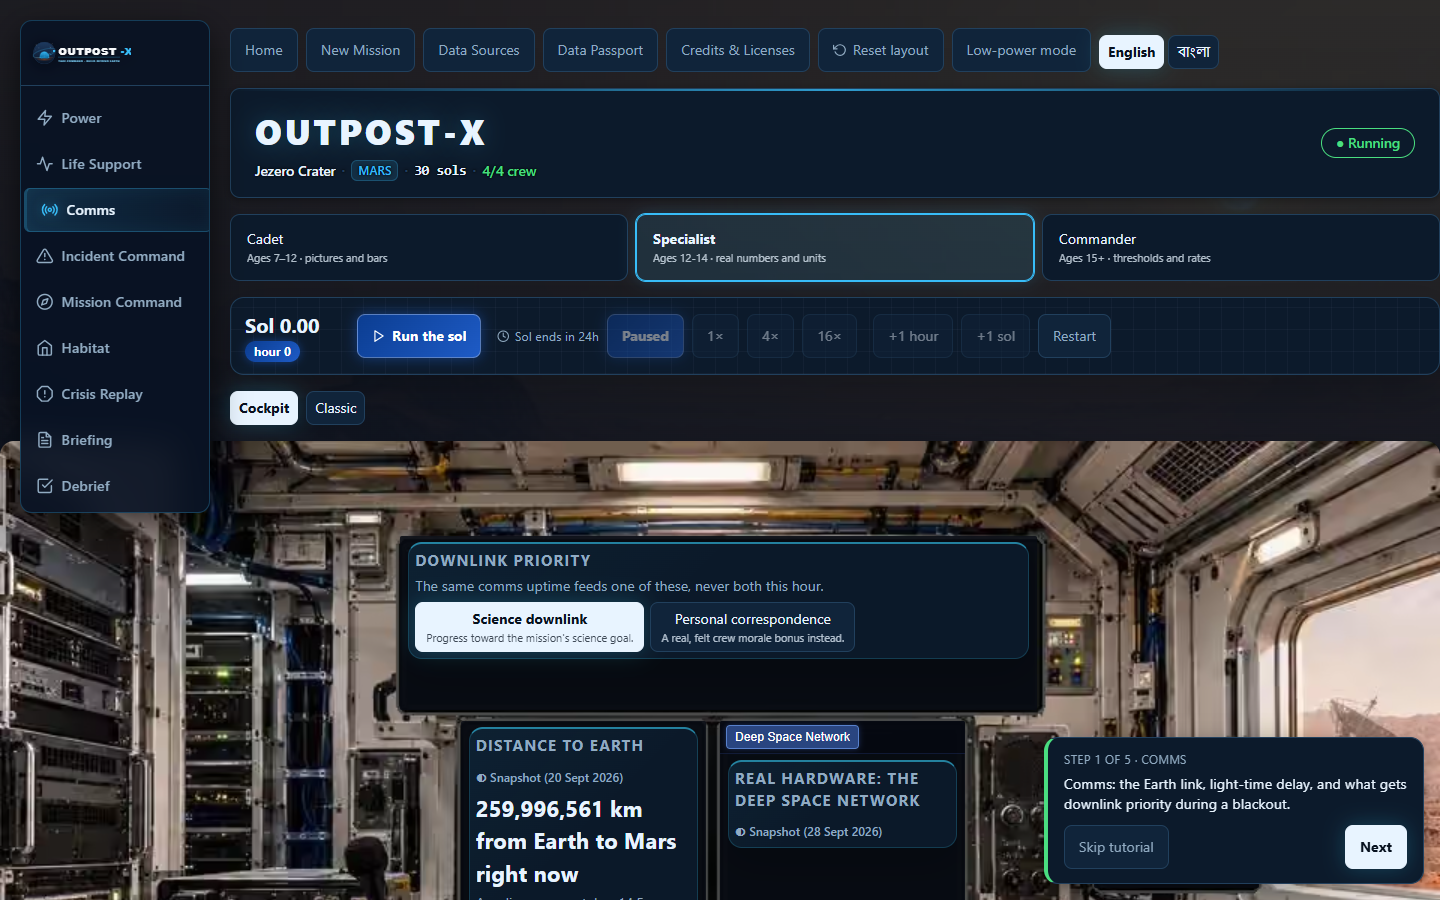 OUTPOST -X
Home
New Mission
Data Sources
Data Passport
Credits & Licenses
Reset layout
Low-power mode
English
বাংলা
Power
Life Support
Comms
Incident Command
Mission Command
Habitat
Crisis Replay
Briefing
Debrief
OUTPOST-X
Jezero Crater · MARS · 30 sols · 4/4 crew
Running
Cadet
Ages 7–12 · pictures and bars
Specialist
Ages 12-14 · real numbers and units
Commander
Ages 15+ · thresholds and rates
Sol 0.00
hour 0
Run the sol
Sol ends in 24h
Paused
1×
4×
16×
+1 hour
+1 sol
Restart
Cockpit
Classic
DOWNLINK PRIORITY
The same comms uptime feeds one of these, never both this hour.
Science downlink
Progress toward the mission's science goal.
Personal correspondence
A real, felt crew morale bonus instead.
DISTANCE TO EARTH
Snapshot (20 Sept 2026)
259,996,561 km
from Earth to Mars
right now
Deep Space Network
REAL HARDWARE: THE
DEEP SPACE NETWORK
Snapshot (28 Sept 2026)
STEP 1 OF 5 · COMMS
Comms: the Earth link, light-time delay, and what gets
downlink priority during a blackout.
Skip tutorial
Next